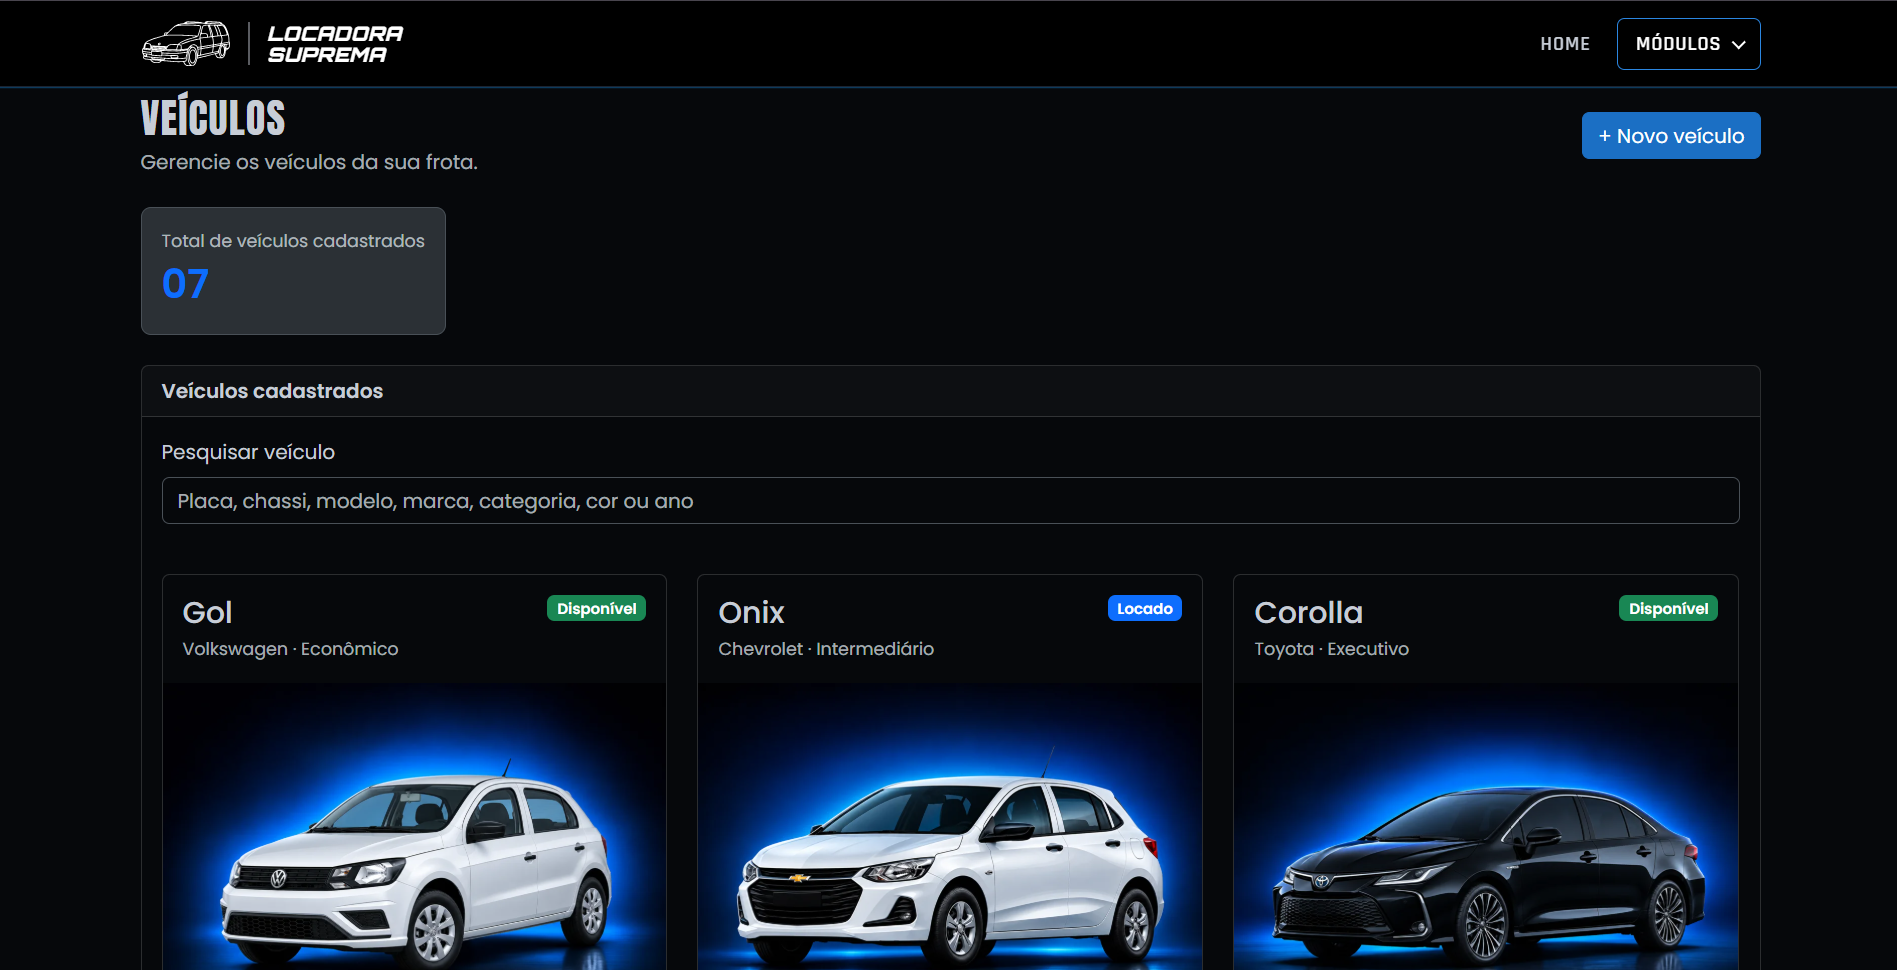 LOCADORA
SUPREMA
HOME
MÓDULOS
VEÍCULOS
Gerencie os veículos da sua frota.
+ Novo veículo
Total de veículos cadastrados
07
Veículos cadastrados
Pesquisar veículo
Placa, chassi, modelo, marca, categoria, cor ou ano
Gol
Disponível
Volkswagen · Econômico
Onix
Locado
Chevrolet · Intermediário
Corolla
Disponível
Toyota · Executivo